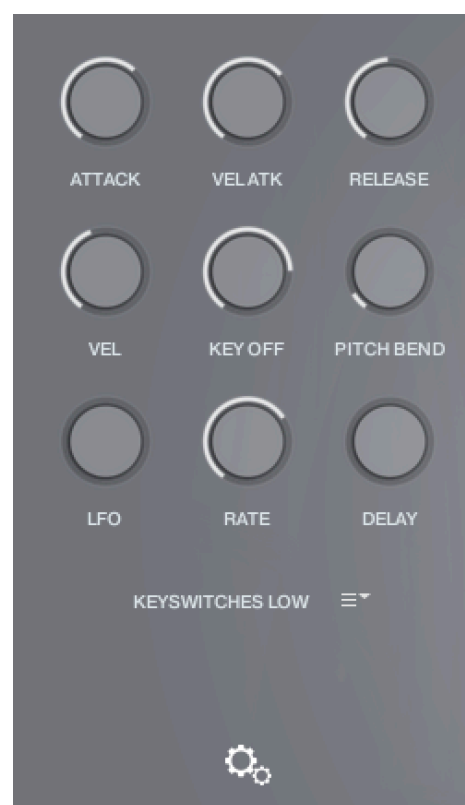 ATTACK VEL ATK RELEASE
VEL KEY OFF PITCH BEND
LFO RATE DELAY
KEYSWITCHES LOW